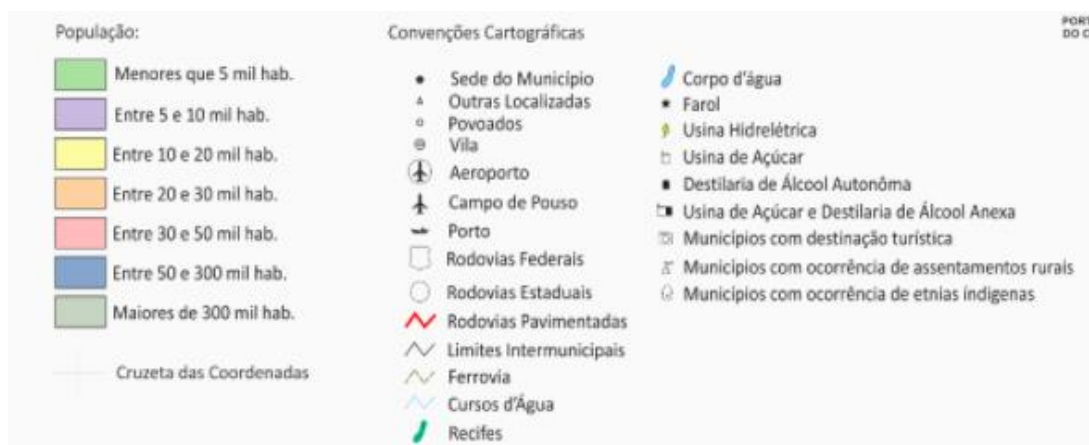 População:
Menores que 5 mil hab.
Entre 5 e 10 mil hab.
Entre 10 e 20 mil hab.
Entre 20 e 30 mil hab.
Entre 30 e 50 mil hab.
Entre 50 e 300 mil hab.
Maiores de 300 mil hab.
Cruzeta das Coordenadas
Convenções Cartográficas
Sede do Município
Outras Localizadas
Povoados
Vila
Aeroporto
Campo de Pouso
Porto
Rodovias Federais
Rodovias Estaduais
Rodovias Pavimentadas
Limites Intermunicipais
Ferrovia
Cursos d'Água
Recifes
Corpo d'água
Farol
Usina Hidrelétrica
Usina de Açúcar
Destilaria de Álcool Autonôma
Usina de Açúcar e Destilaria de Álcool Anexa
Municípios com destinação turística
Municípios com ocorrência de assentamentos rurais
Municípios com ocorrência de etnias índigenas
PORT
DO C